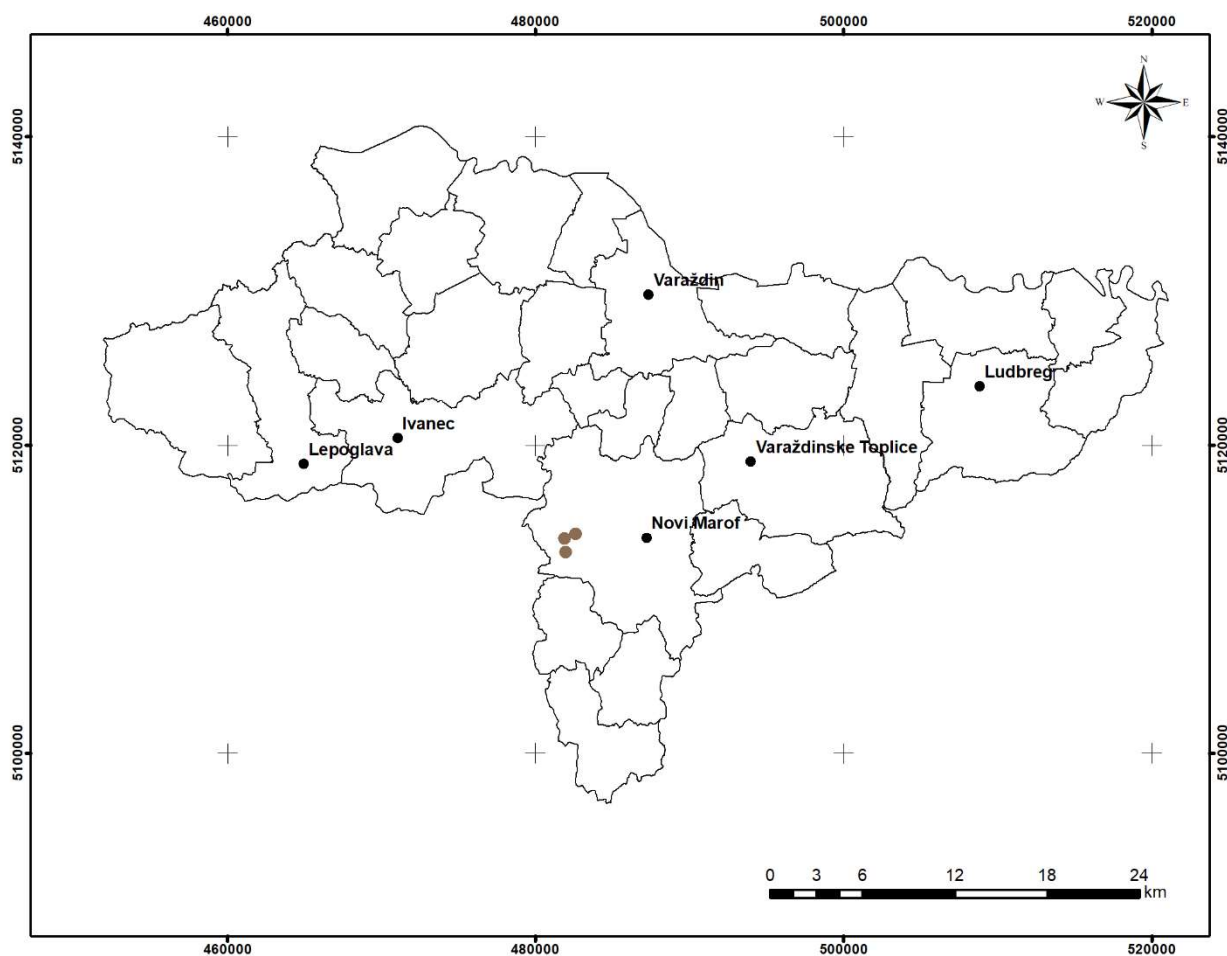 460000 480000 500000 520000
N
W E
S
5140000 5140000
Varaždin
Ludbreg
Ivanec
Lepoglava
Varaždinske Toplice
5120000 5120000
Novi Marof
5100000 5100000
0 3 6 12 18 24
km
460000 480000 500000 520000